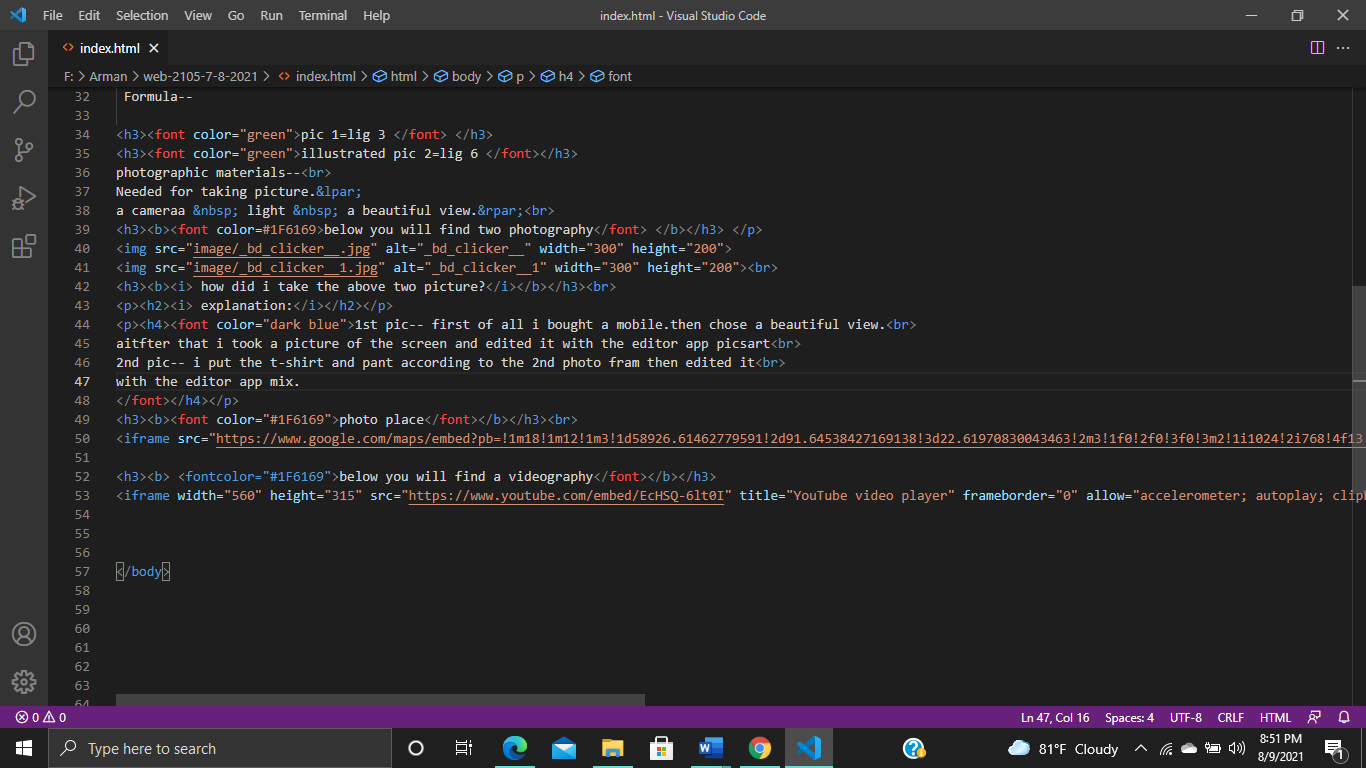 File Edit Selection View Go Run Terminal Help index.html - Visual Studio Code
index.html
F: > Arman > web-2105-7-8-2021 > index.html > html > body > p > h4 > font
32 Formula--
33
34 <h3><font color="green">pic 1=lig 3 </font> </h3>
35 <h3><font color="green">illustrated pic 2=lig 6 </font></h3>
36 photographic materials--<br>
37 Needed for taking picture.&lpar;
38 a cameraa &nbsp; light &nbsp; a beautiful view.&rpar;<br>
39 <h3><b><font color=#1F6169>below you will find two photography</font> </b></h3> </p>
40 <img src="image/_bd_clicker__.jpg" alt="_bd_clicker__" width="300" height="200">
41 <img src="image/_bd_clicker__1.jpg" alt="_bd_clicker__1" width="300" height="200"><br>
42 <h3><b><i> how did i take the above two picture?</i></b></h3><br>
43 <p><h2><i> explanation:</i></h2></p>
44 <p><h4><font color="dark blue">1st pic-- first of all i bought a mobile.then chose a beautiful view.<br>
45 aitfter that i took a picture of the screen and edited it with the editor app picsart<br>
46 2nd pic-- i put the t-shirt and pant according to the 2nd photo fram then edited it<br>
47 with the editor app mix.
48 </font></h4></p>
49 <h3><b><font color="#1F6169">photo place</font></b></h3><br>
50 <iframe src="https://www.google.com/maps/embed?pb=!1m18!1m12!1m3!1d58926.61462779591!2d91.64538427169138!3d22.61970830043463!2m3!1f0!2f0!3f0!3m2!1i1024!2i768!4f13
51
52 <h3><b> <fontcolor="#1F6169">below you will find a videography</font></b></h3>
53 <iframe width="560" height="315" src="https://www.youtube.com/embed/EcHSQ-6lt0I" title="YouTube video player" frameborder="0" allow="accelerometer; autoplay; clip
54
55
56
57 </body>
58
59
60
61
62
63
64
0 0 Ln 47, Col 16 Spaces: 4 UTF-8 CRLF HTML
Type here to search 81°F Cloudy 8:51 PM
8/9/2021 1